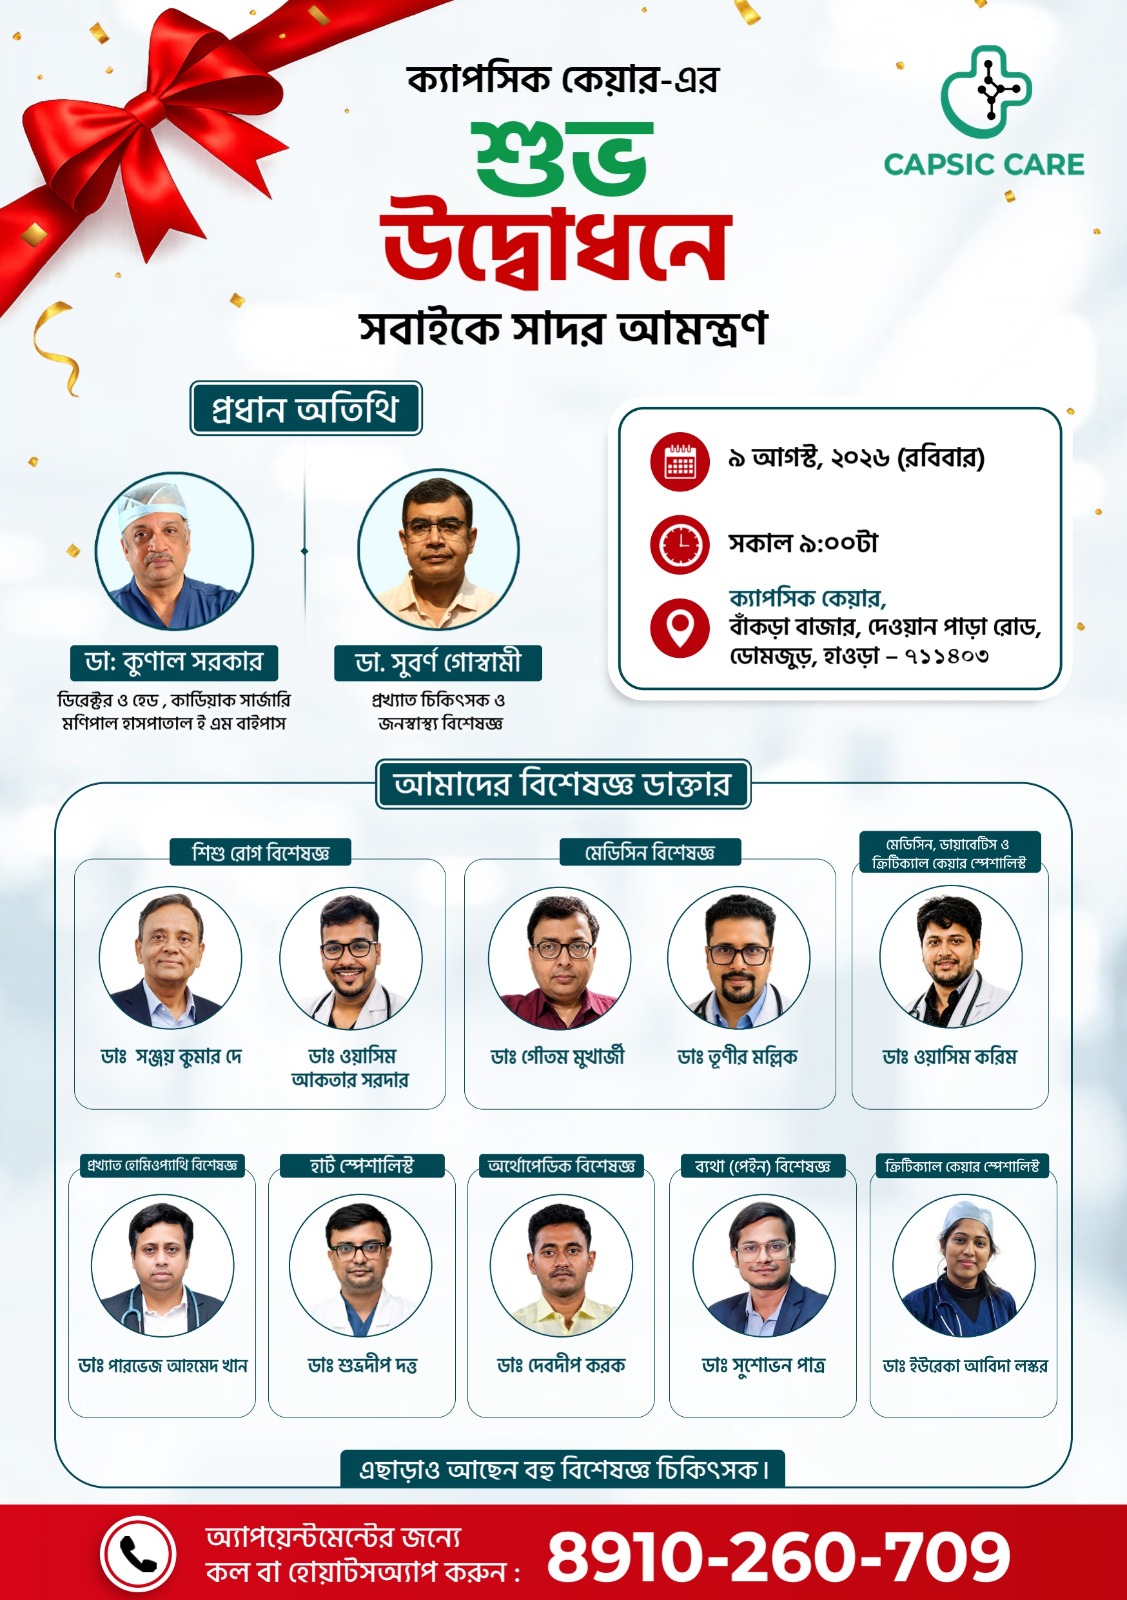 ক্যাপসিক কেয়ার-এর
শুভ
উদ্বোধনে
সবাইকে সাদর আমন্ত্রণ
CAPSIC CARE
প্রধান অতিথি
ডা: কুণাল সরকার
ডিরেক্টর ও হেড , কার্ডিয়াক সার্জারি
মণিপাল হাসপাতাল ই এম বাইপাস
ডা. সুবর্ণ গোস্বামী
প্রখ্যাত চিকিৎসক ও
জনস্বাস্থ্য বিশেষজ্ঞ
৯ আগস্ট, ২০২৬ (রবিবার)
সকাল ৯:০০টা
ক্যাপসিক কেয়ার,
বাঁকড়া বাজার, দেওয়ান পাড়া রোড,
ডোমজুড়, হাওড়া – ৭১১৪০৩
আমাদের বিশেষজ্ঞ ডাক্তার
শিশু রোগ বিশেষজ্ঞ
ডাঃ সঞ্জয় কুমার দে
ডাঃ ওয়াসিম
আকতার সরদার
মেডিসিন বিশেষজ্ঞ
ডাঃ গৌতম মুখার্জী
ডাঃ তূণীর মল্লিক
মেডিসিন, ডায়াবেটিস ও
ক্রিটিক্যাল কেয়ার স্পেশালিস্ট
ডাঃ ওয়াসিম করিম
প্রখ্যাত হোমিওপ্যাথি বিশেষজ্ঞ
ডাঃ পারভেজ আহমেদ খান
হার্ট স্পেশালিস্ট
ডাঃ শুভ্রদীপ দত্ত
অর্থোপেডিক বিশেষজ্ঞ
ডাঃ দেবদীপ করক
ব্যথা (পেইন) বিশেষজ্ঞ
ডাঃ সুশোভন পাত্র
ক্রিটিক্যাল কেয়ার স্পেশালিস্ট
ডাঃ ইউরেকা আবিদা লস্কর
এছাড়াও আছেন বহু বিশেষজ্ঞ চিকিৎসক।
অ্যাপয়েন্টমেন্টের জন্যে
কল বা হোয়াটসঅ্যাপ করুন :
8910-260-709